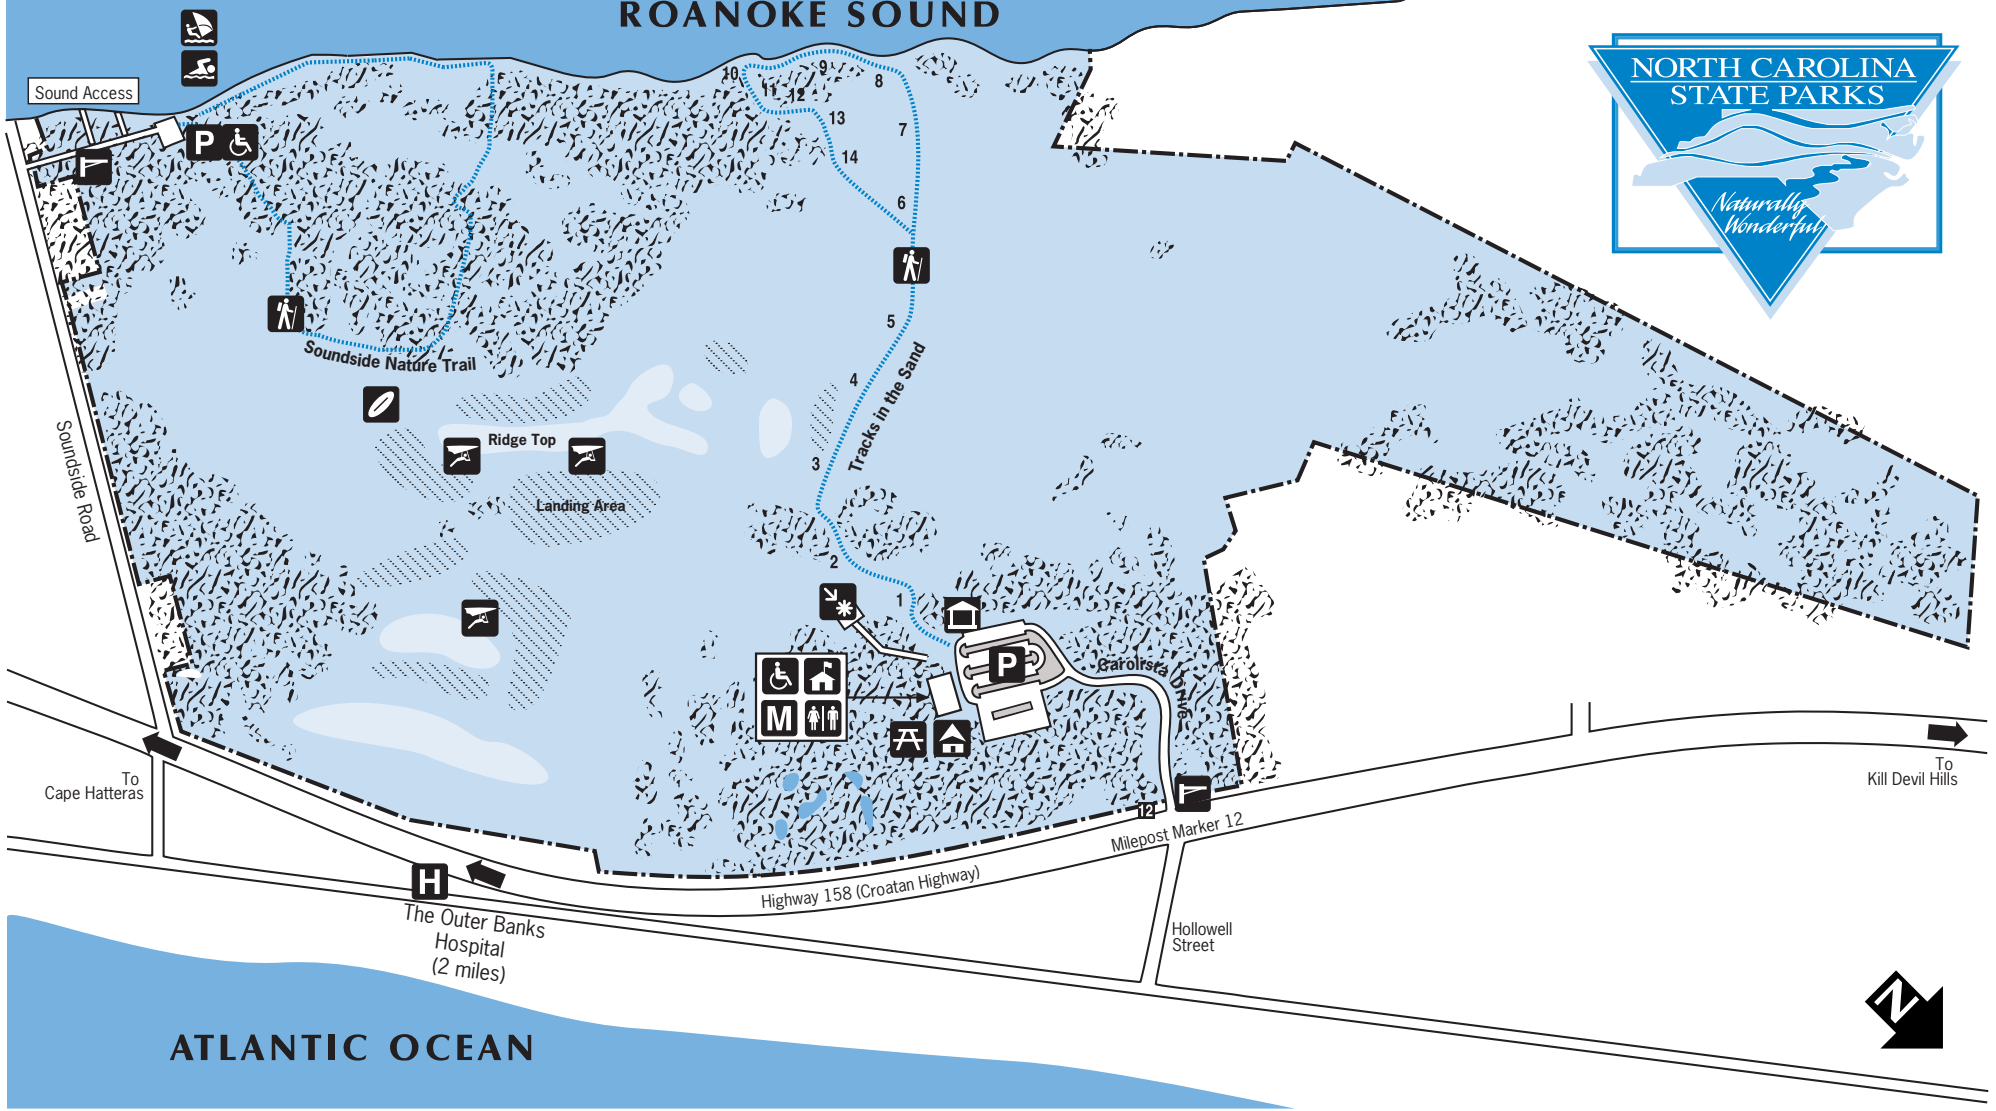 ROANOKE SOUND
NORTH CAROLINA
STATE PARKS
Naturally
Wonderful
Sound Access
P
10
9
8
11
12
13
7
14
6
5
4
3
2
1
Soundside Nature Trail
Tracks in the Sand
Ridge Top
Landing Area
Soundside Road
P
Carolista Drive
M
To
Cape Hatteras
To
Kill Devil Hills
12
Milepost Marker 12
Highway 158 (Croatan Highway)
H
The Outer Banks
Hospital
(2 miles)
Hollowell
Street
ATLANTIC OCEAN
N